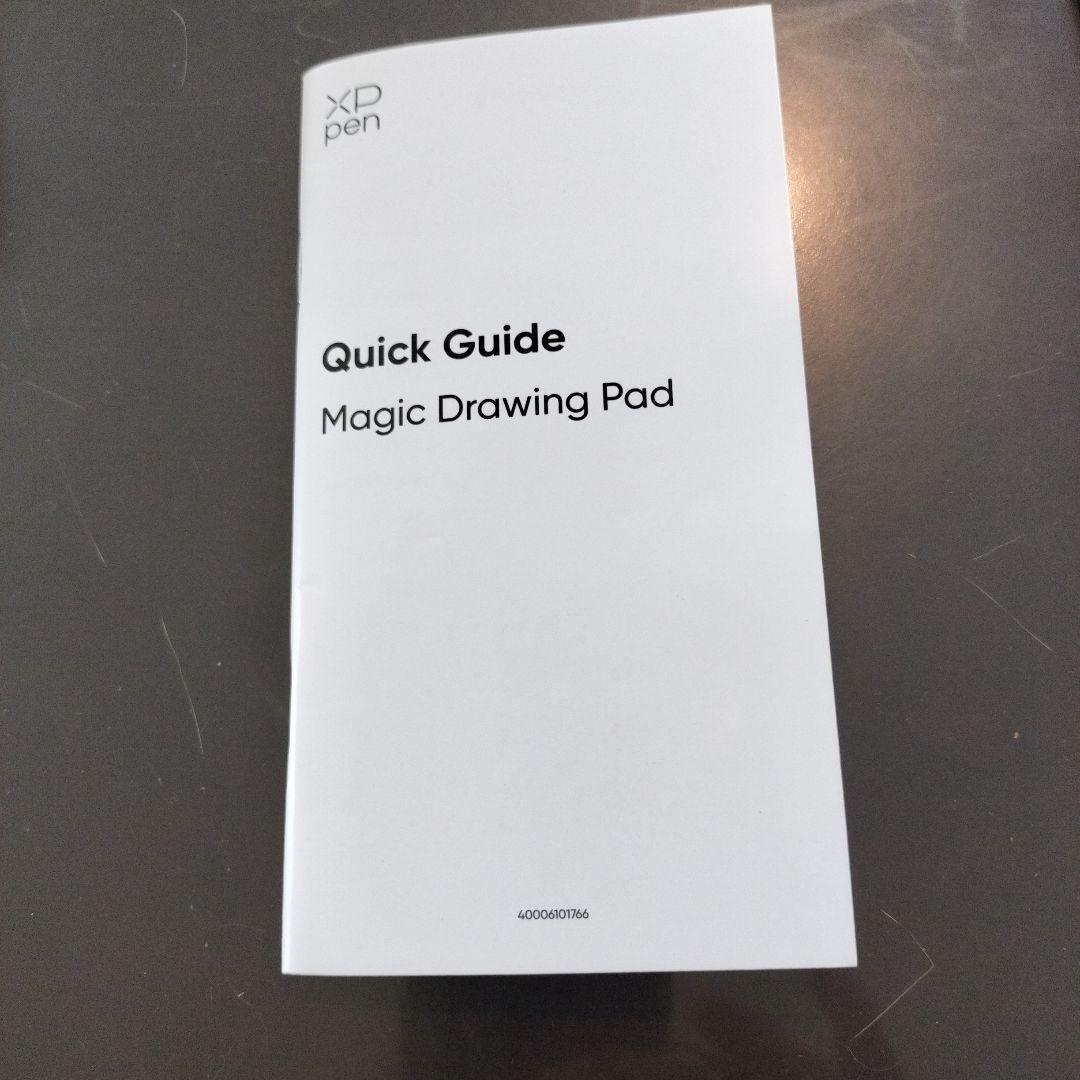 XP
pen
Quick Guide
Magic Drawing Pad
40006101766